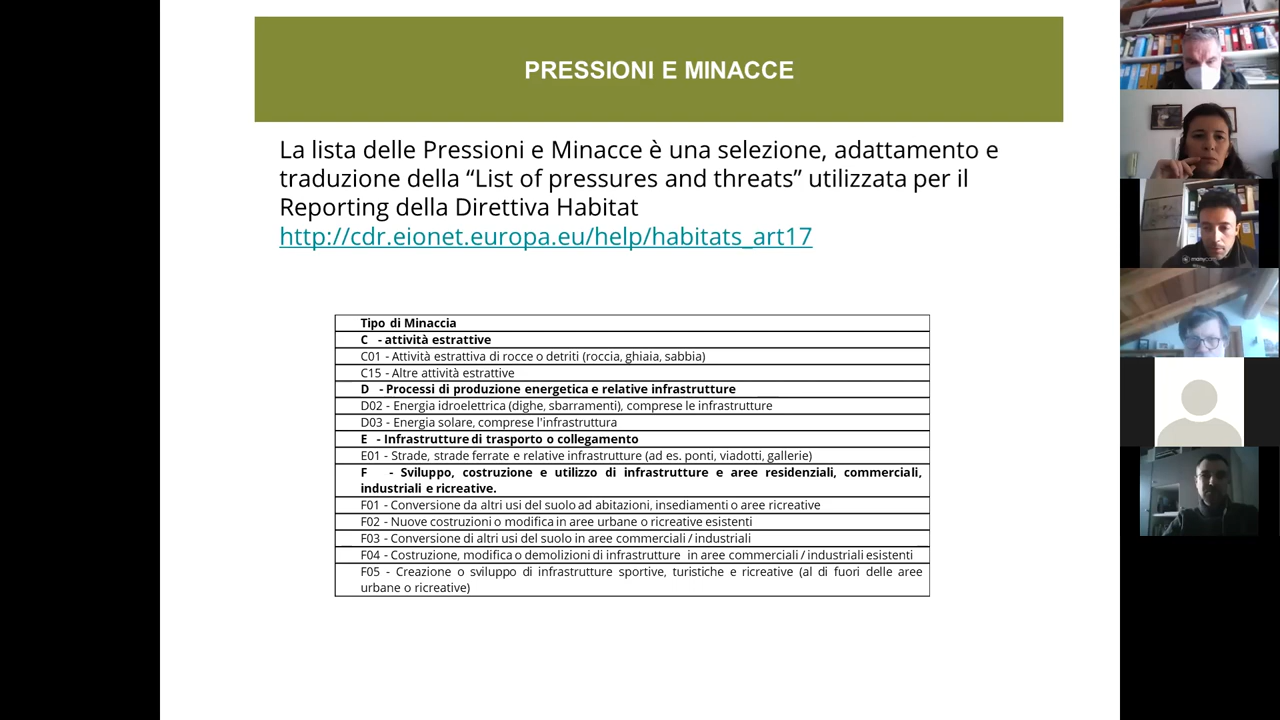 PRESSIONI E MINACCE
La lista delle Pressioni e Minacce è una selezione, adattamento e
traduzione della “List of pressures and threats” utilizzata per il
Reporting della Direttiva Habitat
http://cdr.eionet.europa.eu/help/habitats_art17
Tipo di Minaccia
C - attività estrattive
C01 - Attività estrattiva di rocce o detriti (roccia, ghiaia, sabbia)
C15 - Altre attività estrattive
D - Processi di produzione energetica e relative infrastrutture
D02 - Energia idroelettrica (dighe, sbarramenti), comprese le infrastrutture
D03 - Energia solare, comprese l'infrastruttura
E - Infrastrutture di trasporto o collegamento
E01 - Strade, strade ferrate e relative infrastrutture (ad es. ponti, viadotti, gallerie)
F - Sviluppo, costruzione e utilizzo di infrastrutture e aree residenziali, commerciali,
industriali e ricreative.
F01 - Conversione da altri usi del suolo ad abitazioni, insediamenti o aree ricreative
F02 - Nuove costruzioni o modifica in aree urbane o ricreative esistenti
F03 - Conversione di altri usi del suolo in aree commerciali / industriali
F04 - Costruzione, modifica o demolizioni di infrastrutture in aree commerciali / industriali esistenti
F05 - Creazione o sviluppo di infrastrutture sportive, turistiche e ricreative (al di fuori delle aree
urbane o ricreative)